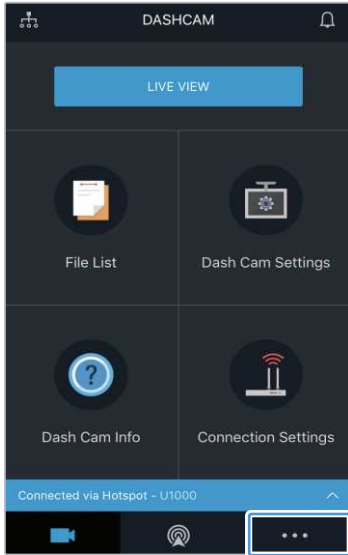 DASHCAM
LIVE VIEW
File List
Dash Cam Settings
?
Dash Cam Info
Connection Settings
Connected via Hotspot - U1000